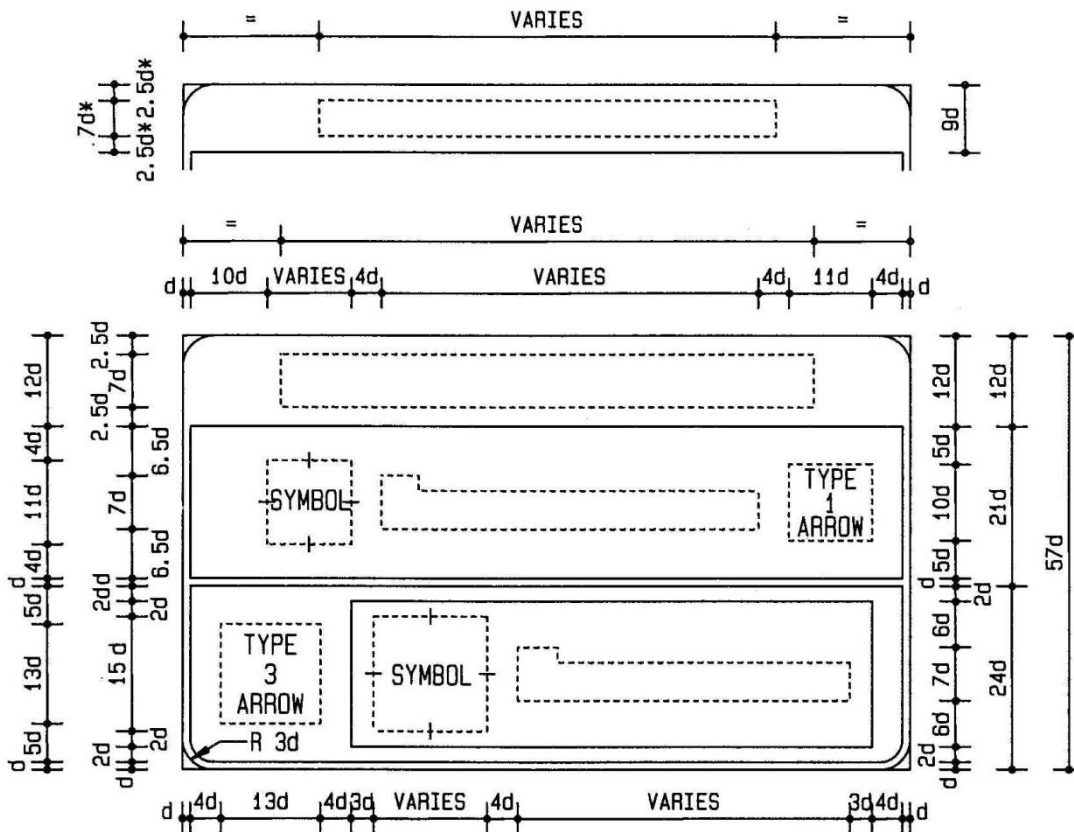 = VARIES =
2.5d*
7d*
2.5d*
9d
= VARIES =
d 10d VARIES 4d VARIES 4d 11d 4d d
12d
4d
11d
4d
d
5d
13d
5d
d
2.5d
7d
2.5d
6.5d
7d
6.5d
2d
2d
15 d
2d
2d
d
SYMBOL
TYPE
1
ARROW
TYPE
3
ARROW
SYMBOL
R 3d
12d
5d
10d
5d
d
2d
6d
7d
6d
2d
d
12d
21d
24d
57d
d 4d 13d 4d 3d VARIES 4d VARIES 3d 4d d